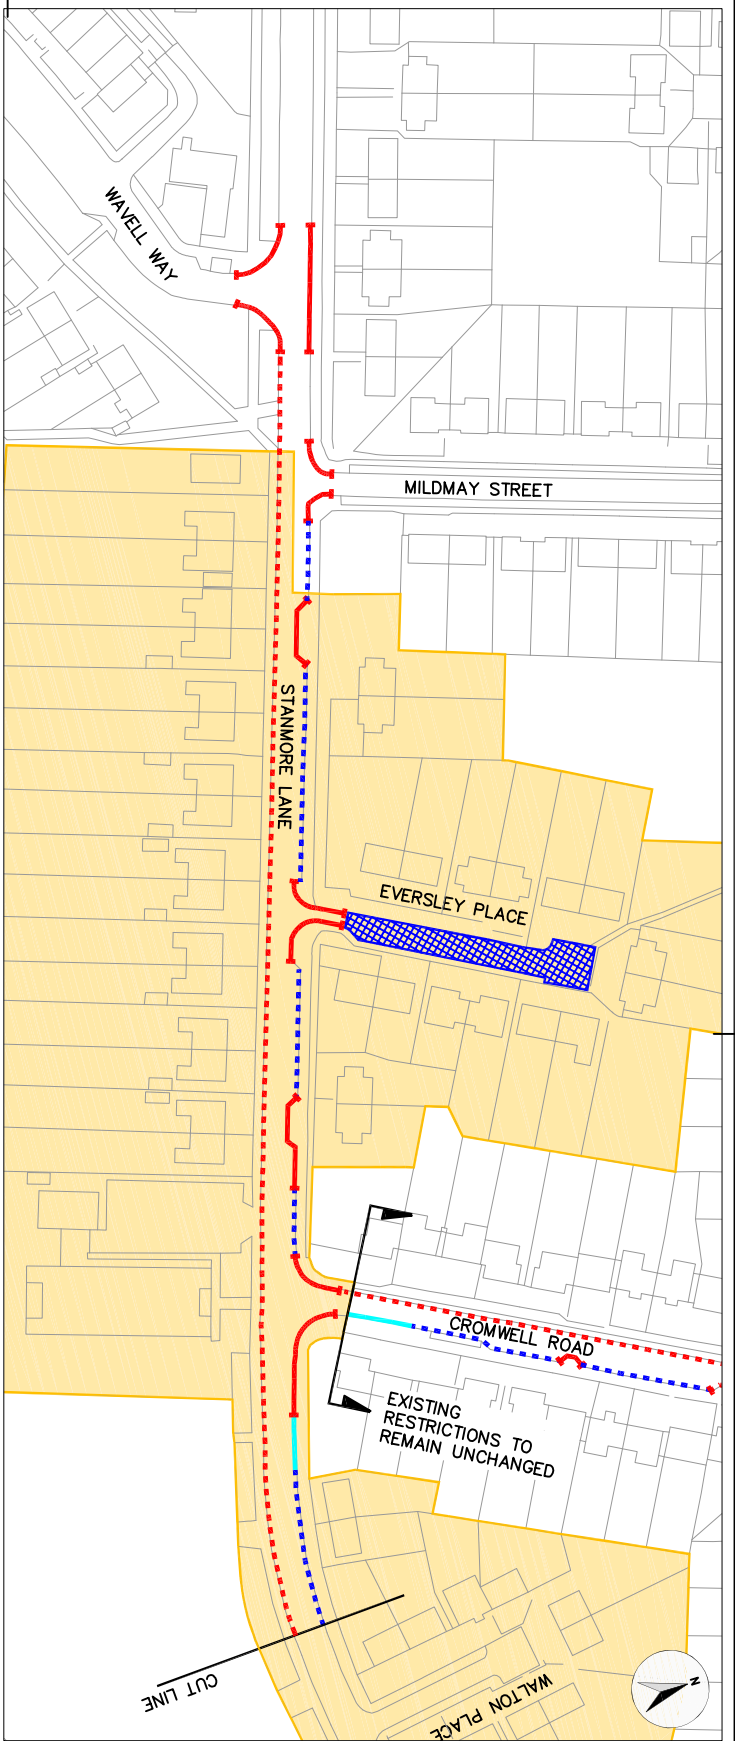 WAVELL WAY
MILDMAY STREET
STANMORE LANE
EVERSLEY PLACE
CROMWELL ROAD
EXISTING
RESTRICTIONS TO
REMAIN UNCHANGED
CUT LINE
WALTON PLACE
N